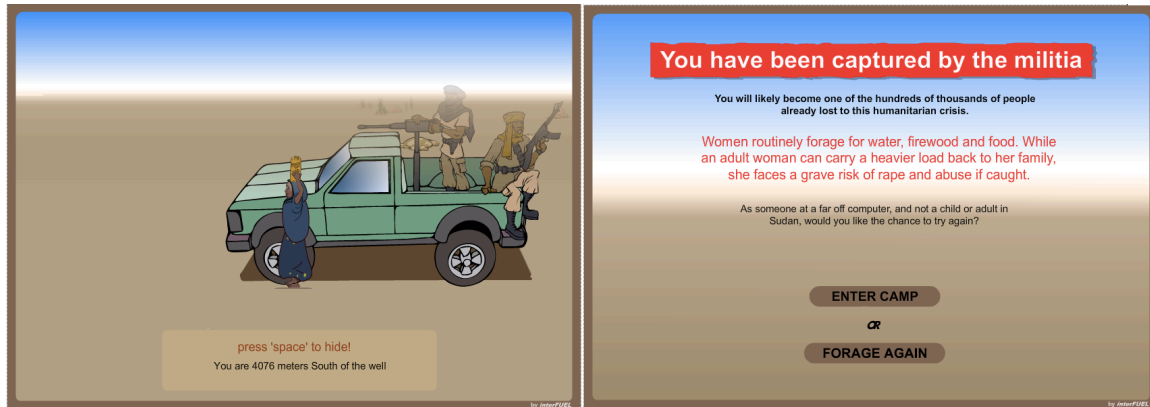 press 'space' to hide!
You are 4076 meters South of the well
by interFUEL
You have been captured by the militia
You will likely become one of the hundreds of thousands of people
already lost to this humanitarian crisis.
Women routinely forage for water, firewood and food. While
an adult woman can carry a heavier load back to her family,
she faces a grave risk of rape and abuse if caught.
As someone at a far off computer, and not a child or adult in
Sudan, would you like the chance to try again?
ENTER CAMP
OR
FORAGE AGAIN
by interFUEL